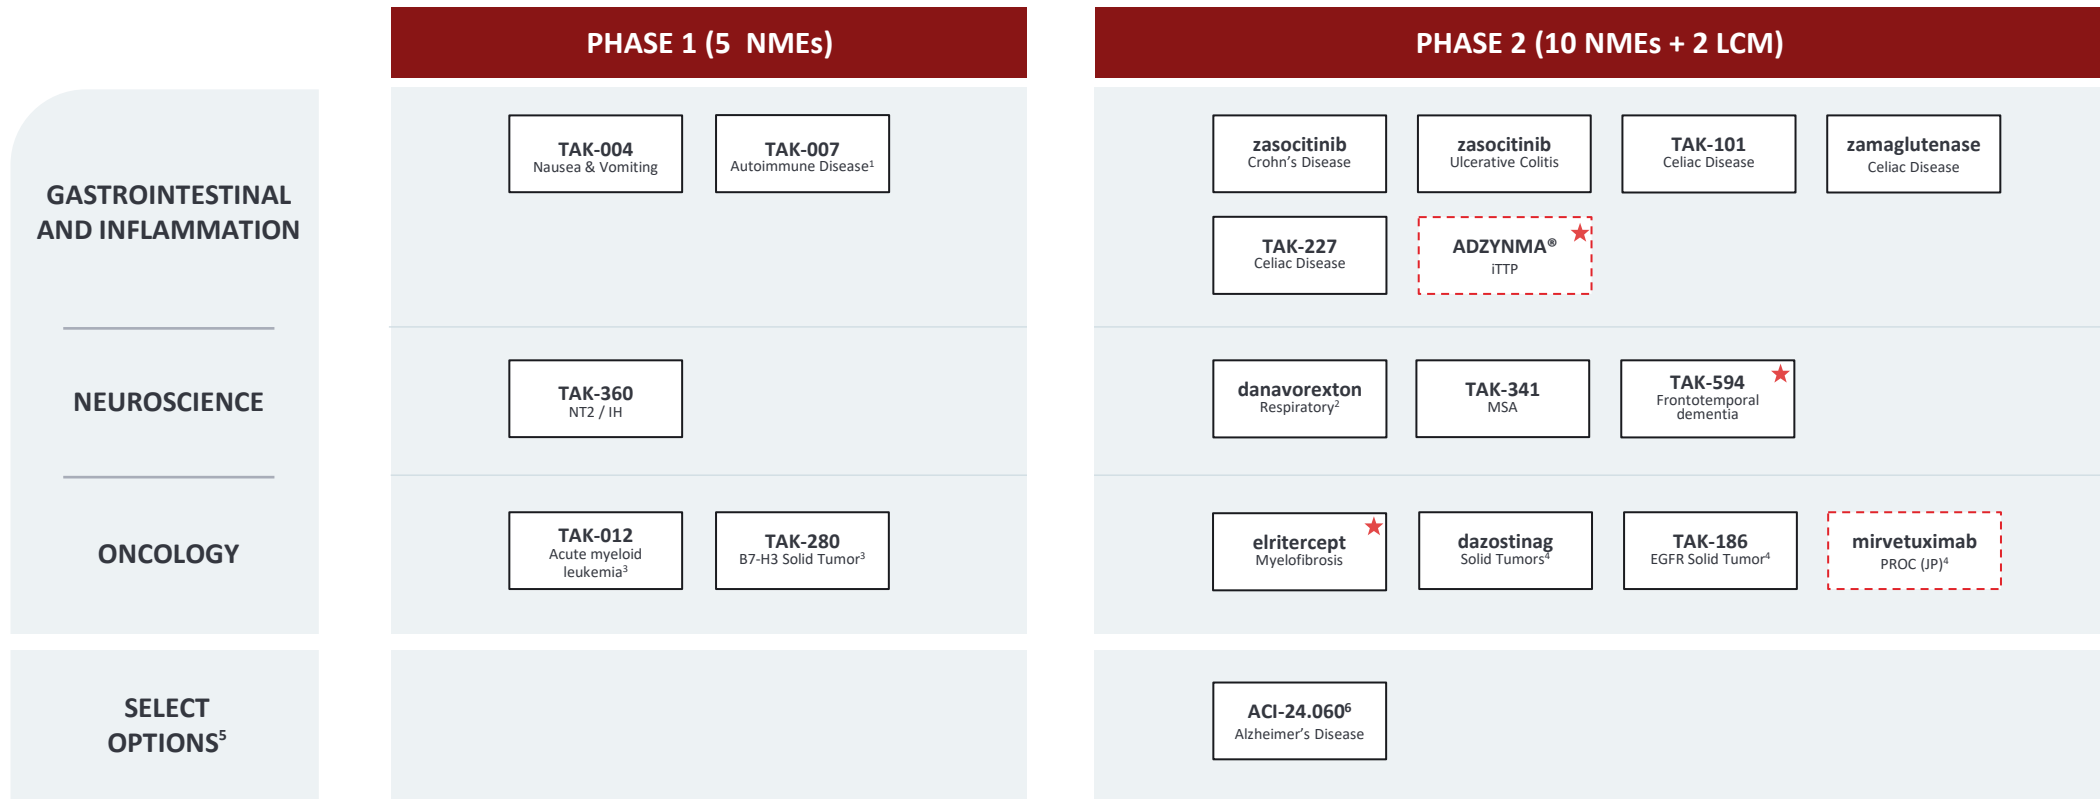 PHASE 1 (5 NMEs)
PHASE 2 (10 NMEs + 2 LCM)
GASTROINTESTINAL
AND INFLAMMATION
TAK-004
Nausea & Vomiting
TAK-007
Autoimmune Disease¹
zasocitinib
Crohn's Disease
zasocitinib
Ulcerative Colitis
TAK-101
Celiac Disease
zamaglutenase
Celiac Disease
TAK-227
Celiac Disease
ADZYNMA®
iTTP
NEUROSCIENCE
TAK-360
NT2 / IH
danavorexton
Respiratory²
TAK-341
MSA
TAK-594
Frontotemporal
dementia
ONCOLOGY
TAK-012
Acute myeloid
leukemia³
TAK-280
B7-H3 Solid Tumor³
elritercept
Myelofibrosis
dazostinag
Solid Tumors⁴
TAK-186
EGFR Solid Tumor⁴
mirvetuximab
PROC (JP)⁴
SELECT
OPTIONS⁵
ACI-24.060⁶
Alzheimer's Disease